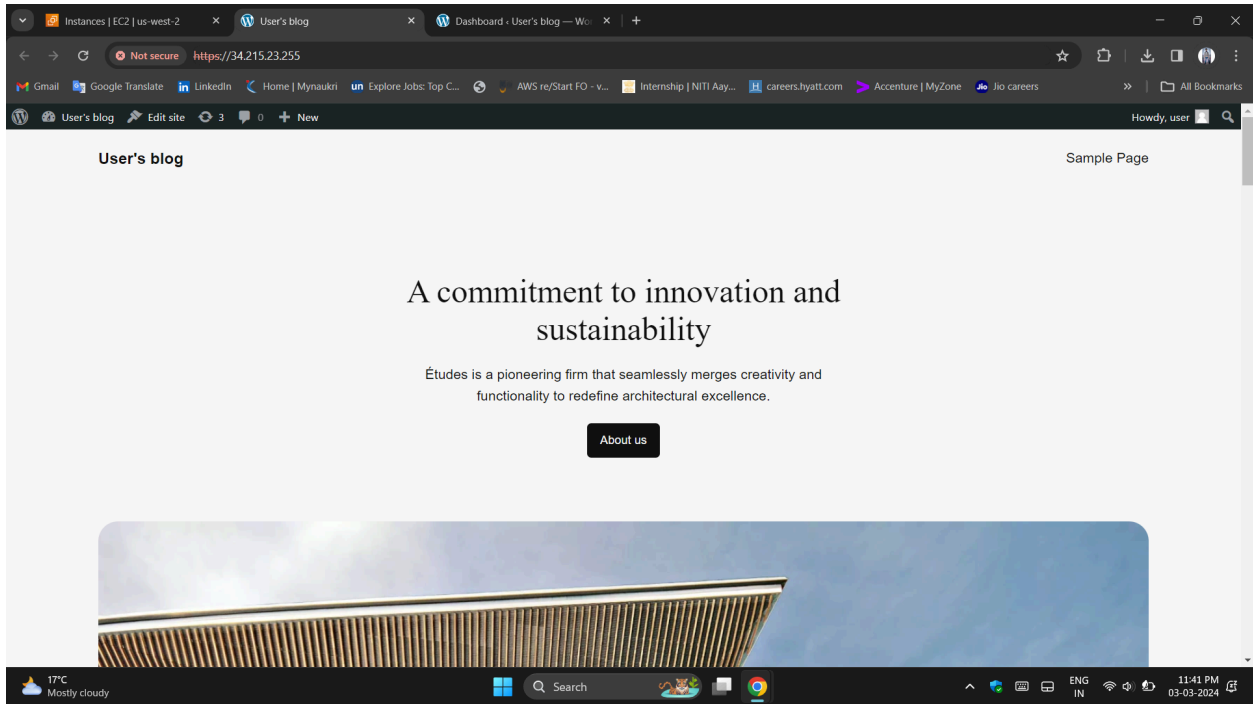 Instances | EC2 | us-west-2
User's blog
Dashboard ‹ User's blog — Wo
Not secure https://34.215.23.255
Gmail Google Translate LinkedIn Home | Mynaukri Explore Jobs: Top C... AWS re/Start FO - v... Internship | NITI Aay... careers.hyatt.com Accenture | MyZone Jio careers » All Bookmarks
User's blog Edit site 3 0 New Howdy, user
User's blog Sample Page
A commitment to innovation and
sustainability
Études is a pioneering firm that seamlessly merges creativity and
functionality to redefine architectural excellence.
About us
17°C
Mostly cloudy
Search
ENG
IN
11:41 PM
03-03-2024